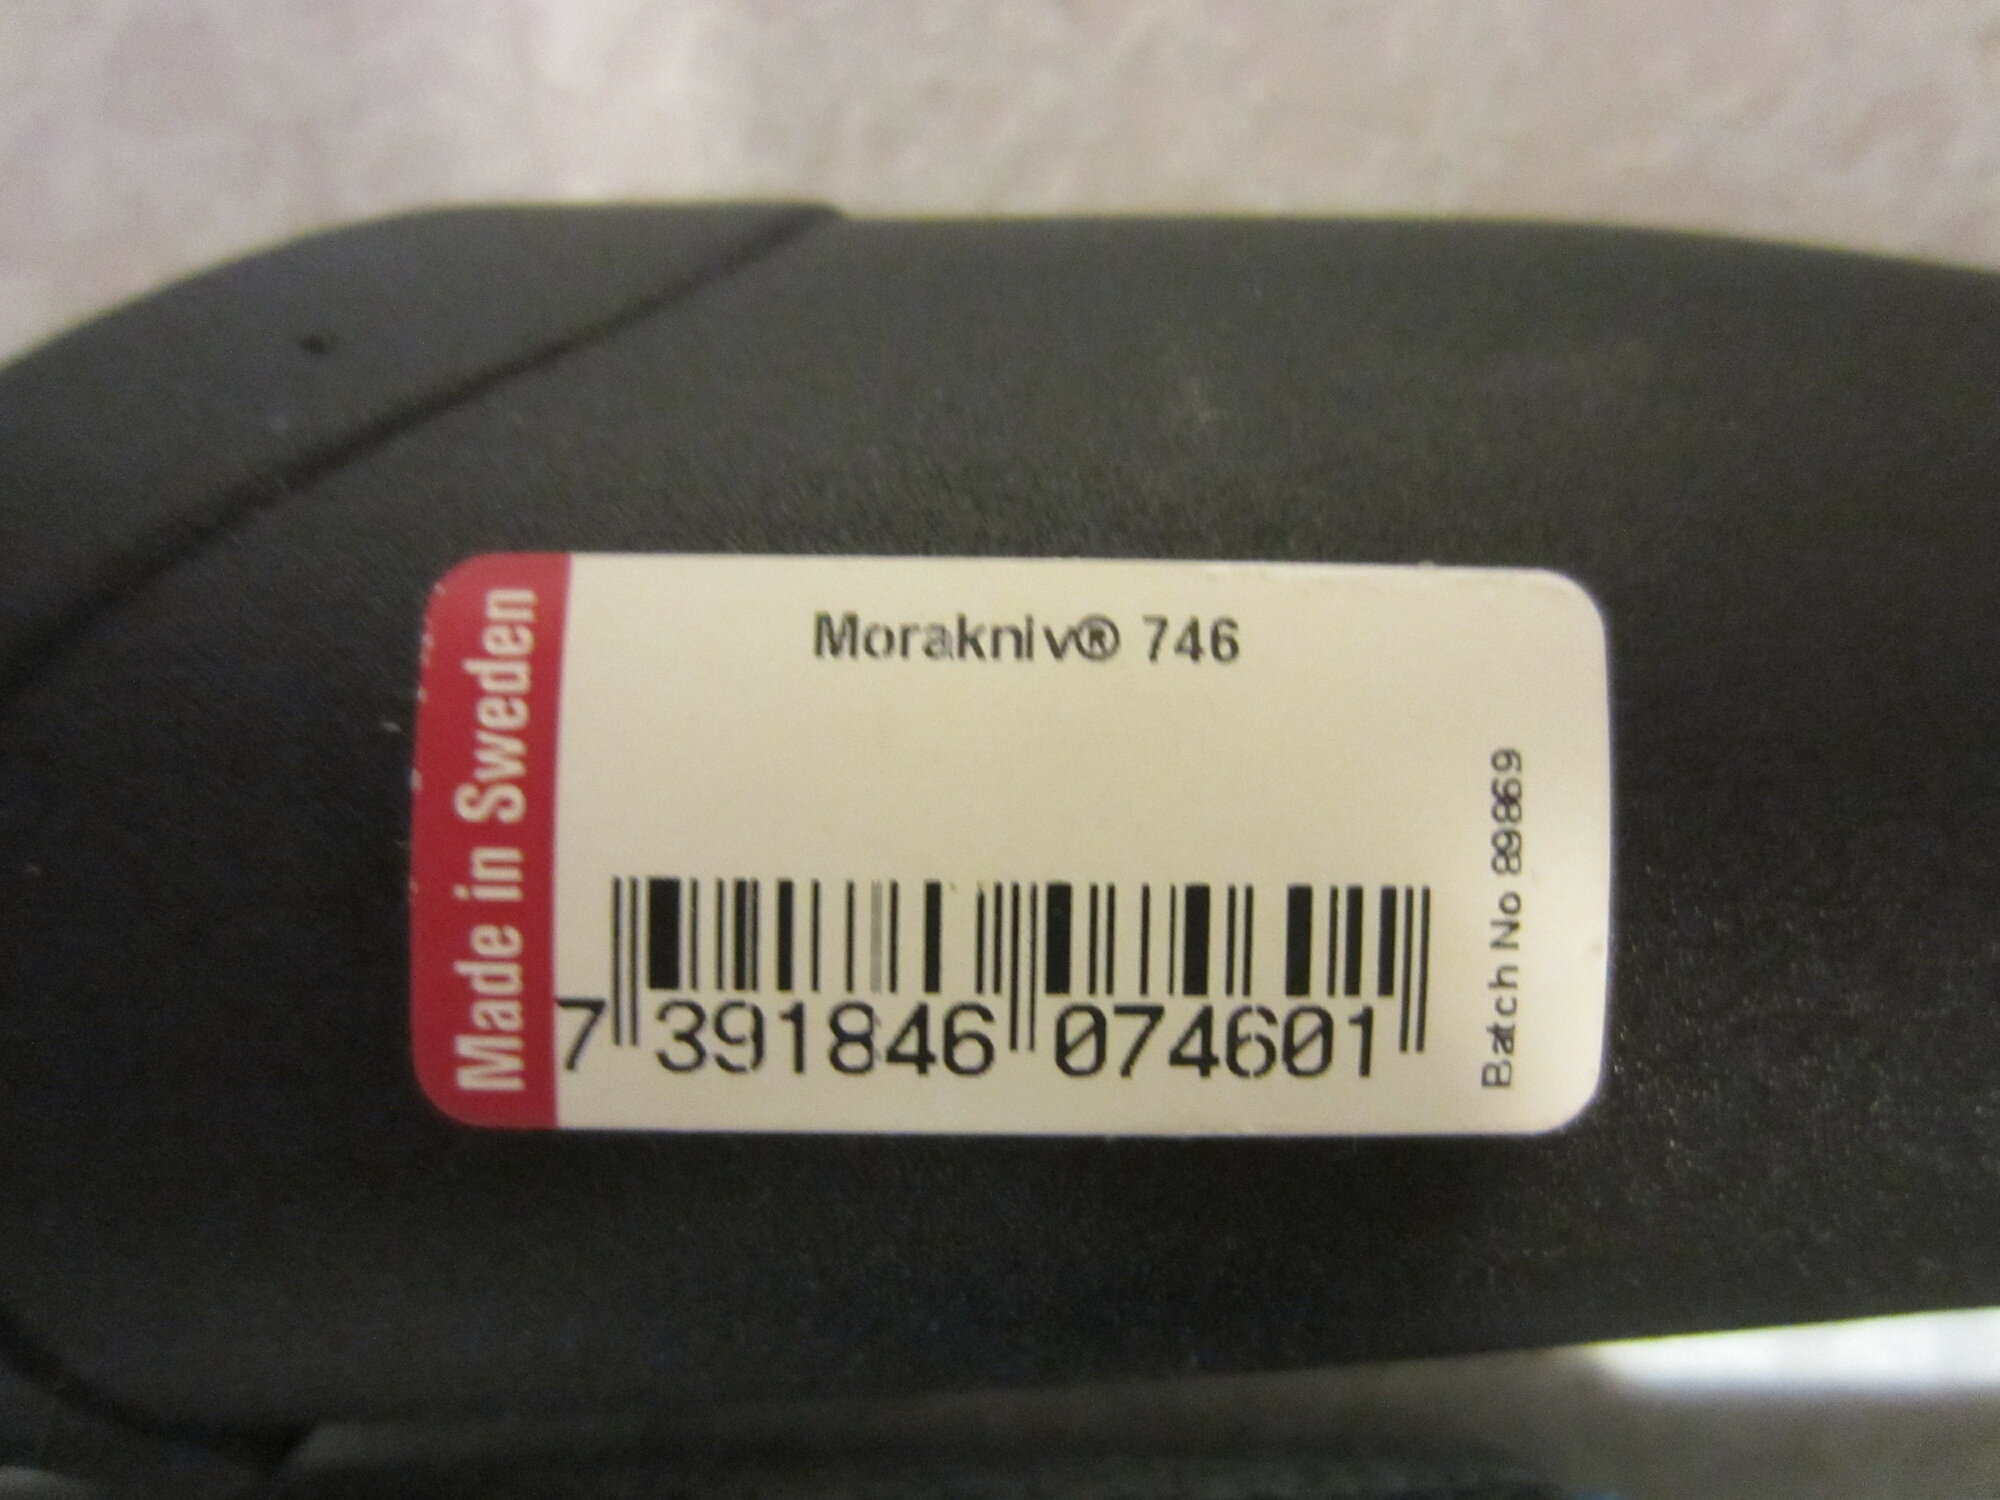 Made in Sweden
Morakniv® 746
7 391846 074601
Batch No 89869